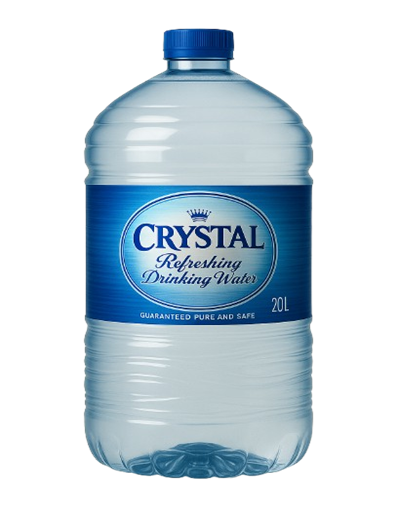 CRYSTAL
Refreshing
Drinking Water
20L
GUARANTEED PURE AND SAFE